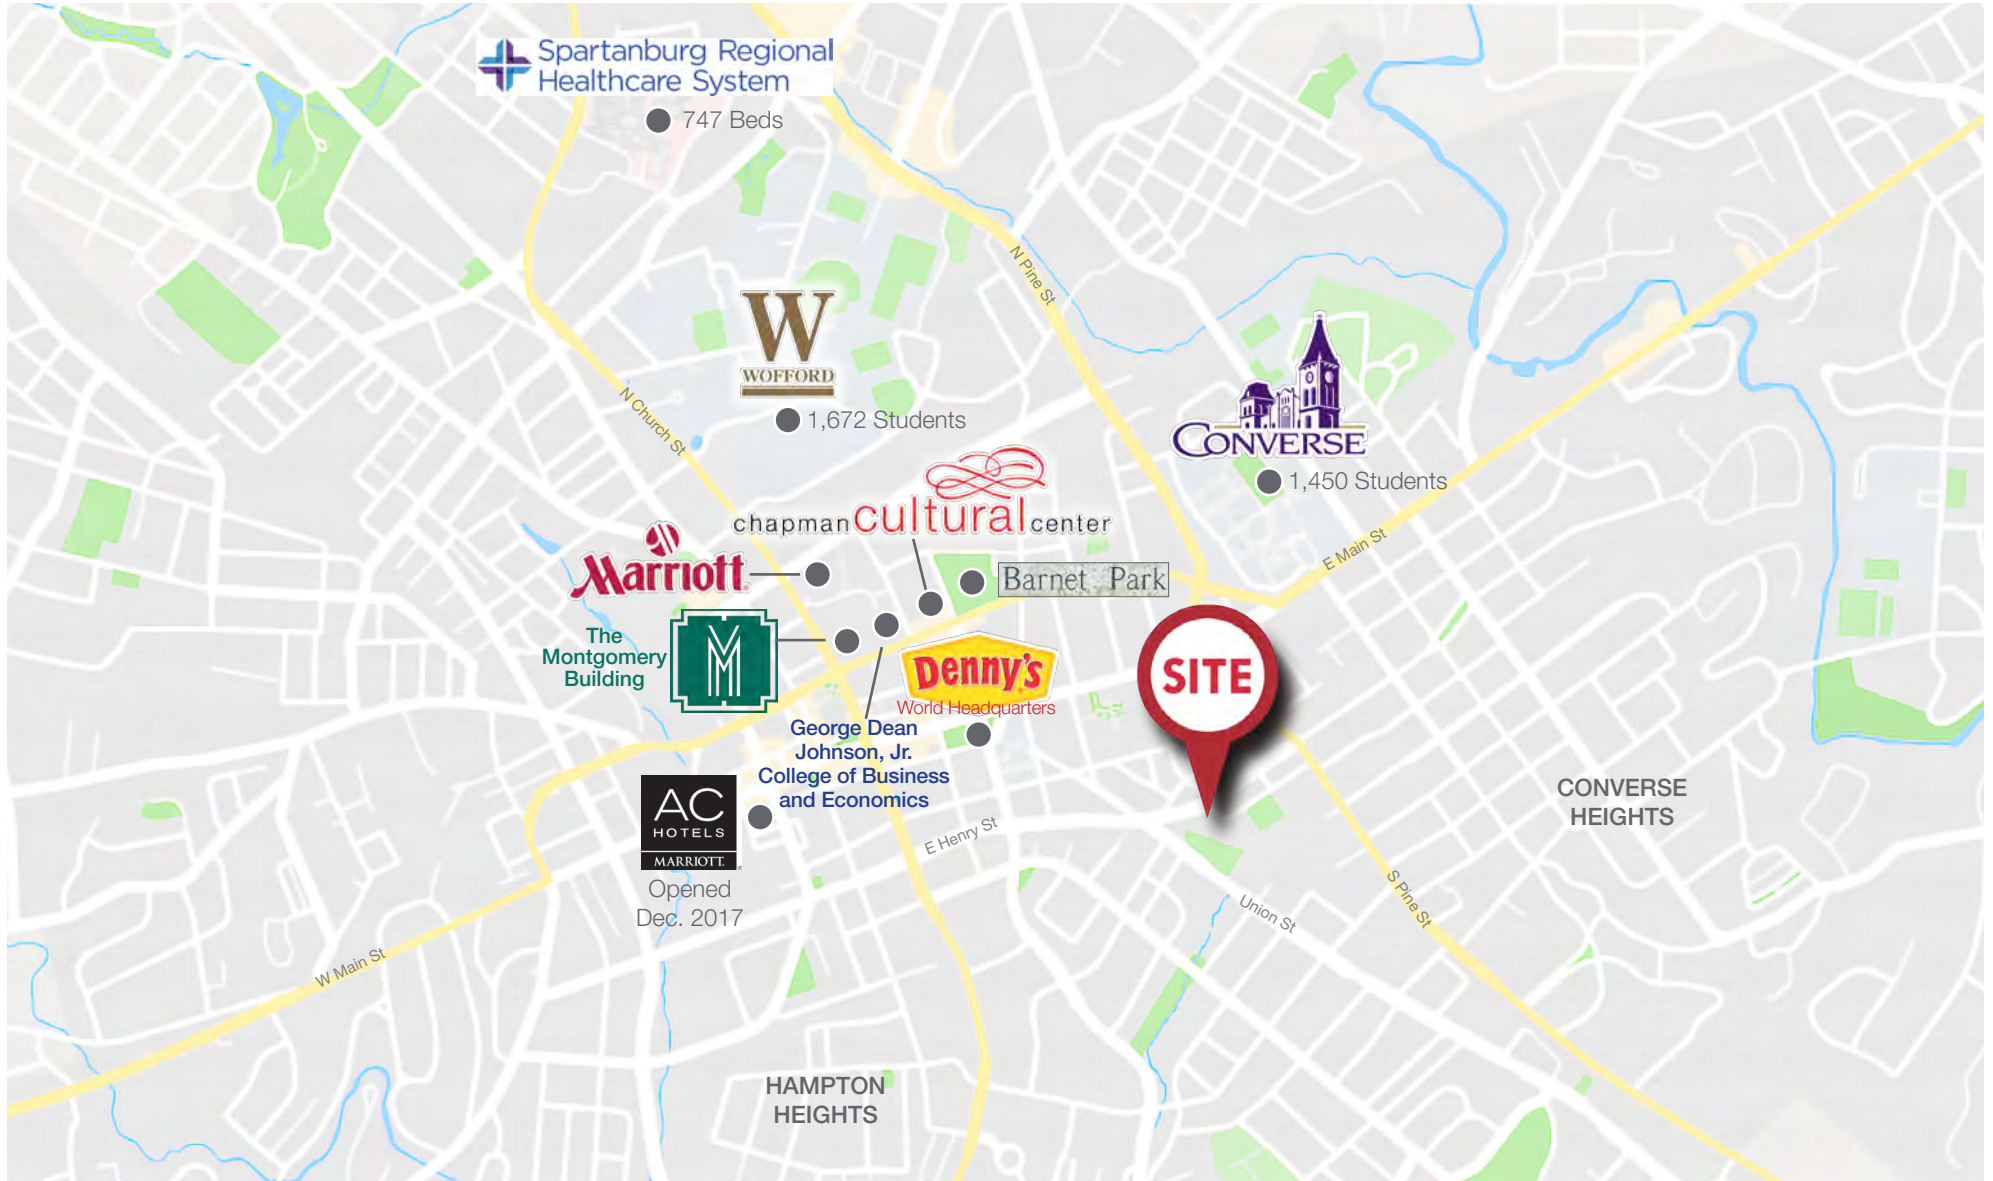 Spartanburg Regional
Healthcare System
747 Beds
N Pine St
W
WOFFORD
1,672 Students
N Church St
CONVERSE
1,450 Students
chapman cultural center
Marriott
Barnet Park
E Main St
The
Montgomery
Building
M
Denny's
World Headquarters
SITE
George Dean
Johnson, Jr.
College of Business
and Economics
AC
HOTELS
MARRIOTT
Opened
Dec. 2017
E Henry St
CONVERSE
HEIGHTS
S Pine St
Union St
W Main St
HAMPTON
HEIGHTS